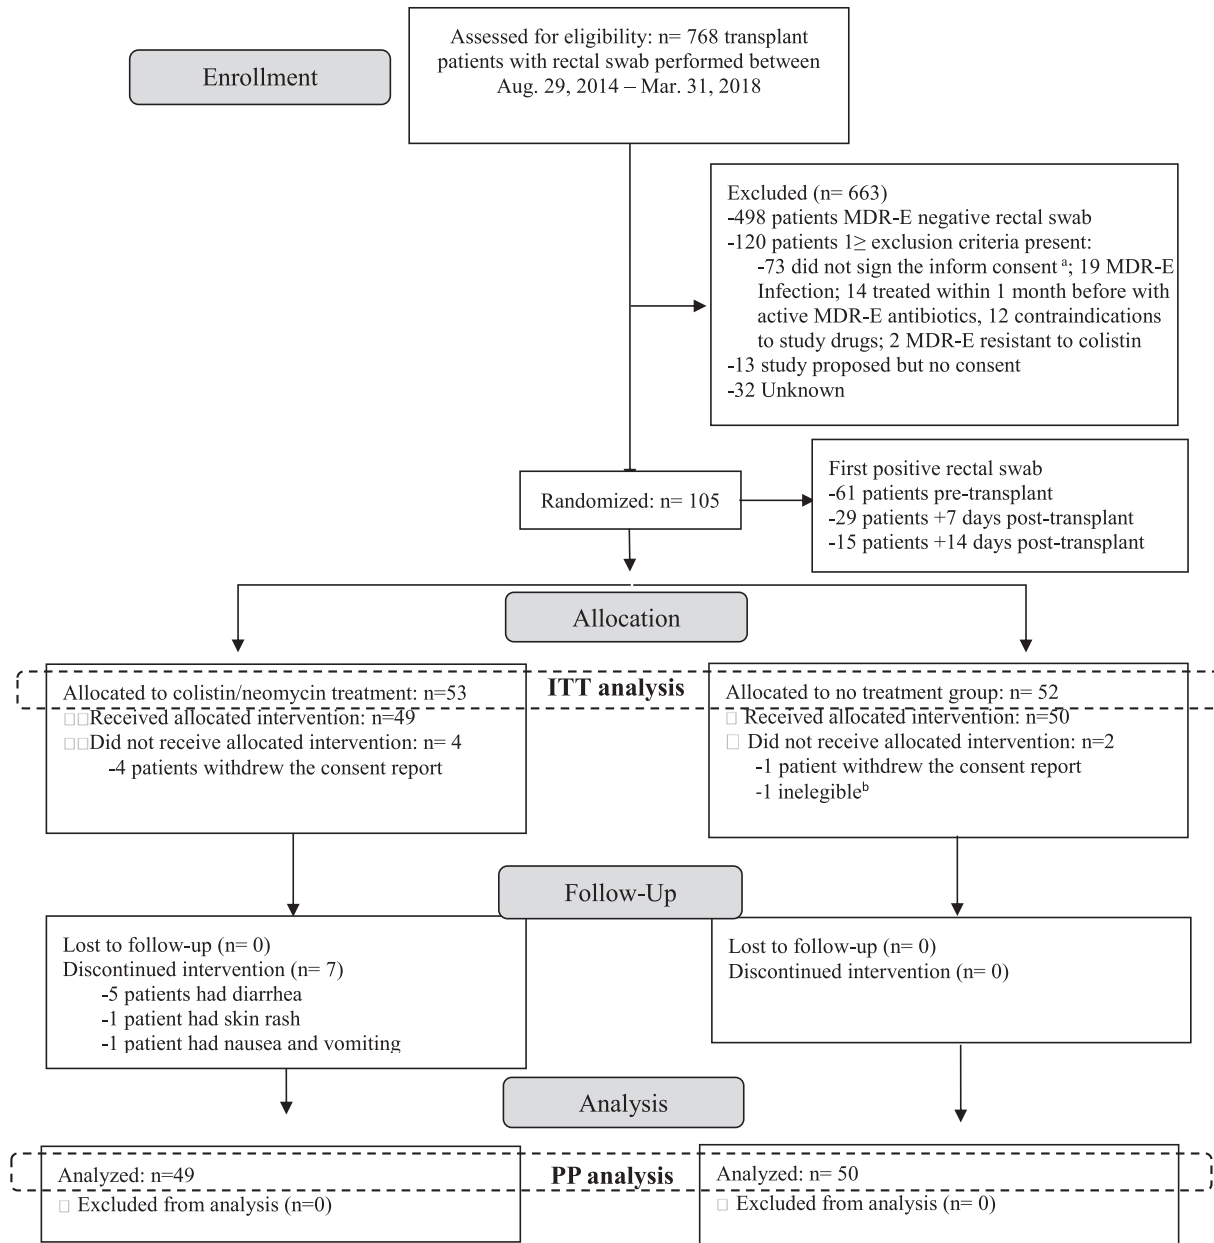 Assessed for eligibility: n= 768 transplant
patients with rectal swab performed between
Aug. 29, 2014 – Mar. 31, 2018
Enrollment
Excluded (n= 663)
-498 patients MDR-E negative rectal swab
-120 patients 1≥ exclusion criteria present:
-73 did not sign the inform consent ᵃ; 19 MDR-E
Infection; 14 treated within 1 month before with
active MDR-E antibiotics, 12 contraindications
to study drugs; 2 MDR-E resistant to colistin
-13 study proposed but no consent
-32 Unknown
Randomized: n= 105
First positive rectal swab
-61 patients pre-transplant
-29 patients +7 days post-transplant
-15 patients +14 days post-transplant
Allocation
ITT analysis
Allocated to colistin/neomycin treatment: n=53
□□Received allocated intervention: n=49
□□Did not receive allocated intervention: n= 4
-4 patients withdrew the consent report
Allocated to no treatment group: n= 52
□ Received allocated intervention: n=50
□ Did not receive allocated intervention: n=2
-1 patient withdrew the consent report
-1 inelegibleᵇ
Follow-Up
Lost to follow-up (n= 0)
Discontinued intervention (n= 7)
-5 patients had diarrhea
-1 patient had skin rash
-1 patient had nausea and vomiting
Lost to follow-up (n= 0)
Discontinued intervention (n= 0)
Analysis
PP analysis
Analyzed: n=49
□ Excluded from analysis (n=0)
Analyzed: n= 50
□ Excluded from analysis (n= 0)